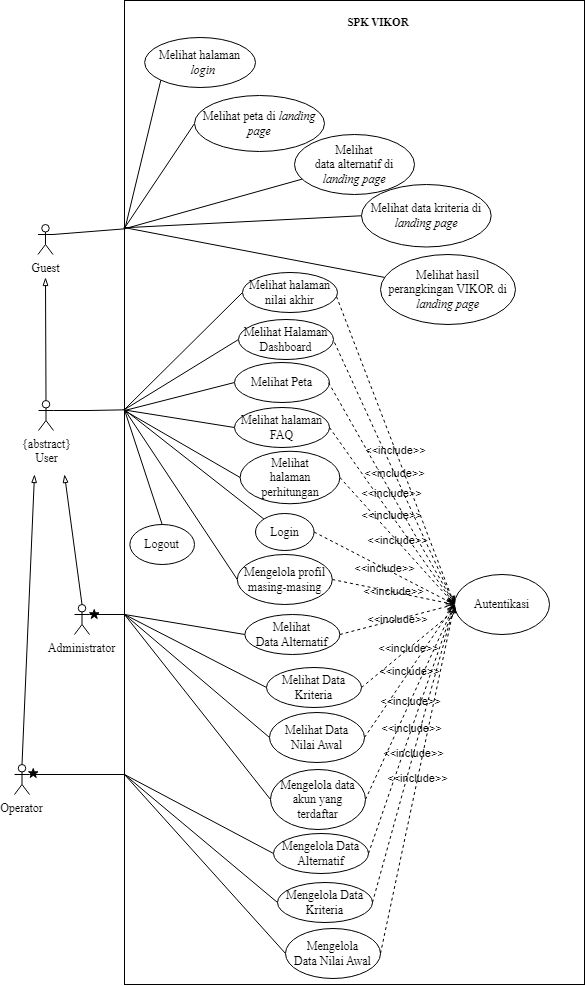 SPK VIKOR
Melihat halaman
login
Melihat peta di landing
page
Melihat
data alternatif di
landing page
Melihat data kriteria di
landing page
Guest
Melihat hasil
perangkingan VIKOR di
landing page
Melihat halaman
nilai akhir
Melihat Halaman
Dashboard
Melihat Peta
{abstract}
User
Melihat halaman
FAQ
<<include>>
Melihat
halaman
perhitungan
<<include>>
<<include>>
<<include>>
Login
Logout
<<include>>
Mengelola profil
masing-masing
<<include>>
<<include>>
Autentikasi
<<include>>
Melihat
Data Alternatif
Administrator
<<include>>
<<include>>
Melihat Data
Kriteria
<<include>>
Melihat Data
Nilai Awal
<<include>>
<<include>>
<<include>>
Mengelola data
akun yang
terdaftar
Operator
Mengelola Data
Alternatif
Mengelola Data
Kriteria
Mengelola
Data Nilai Awal